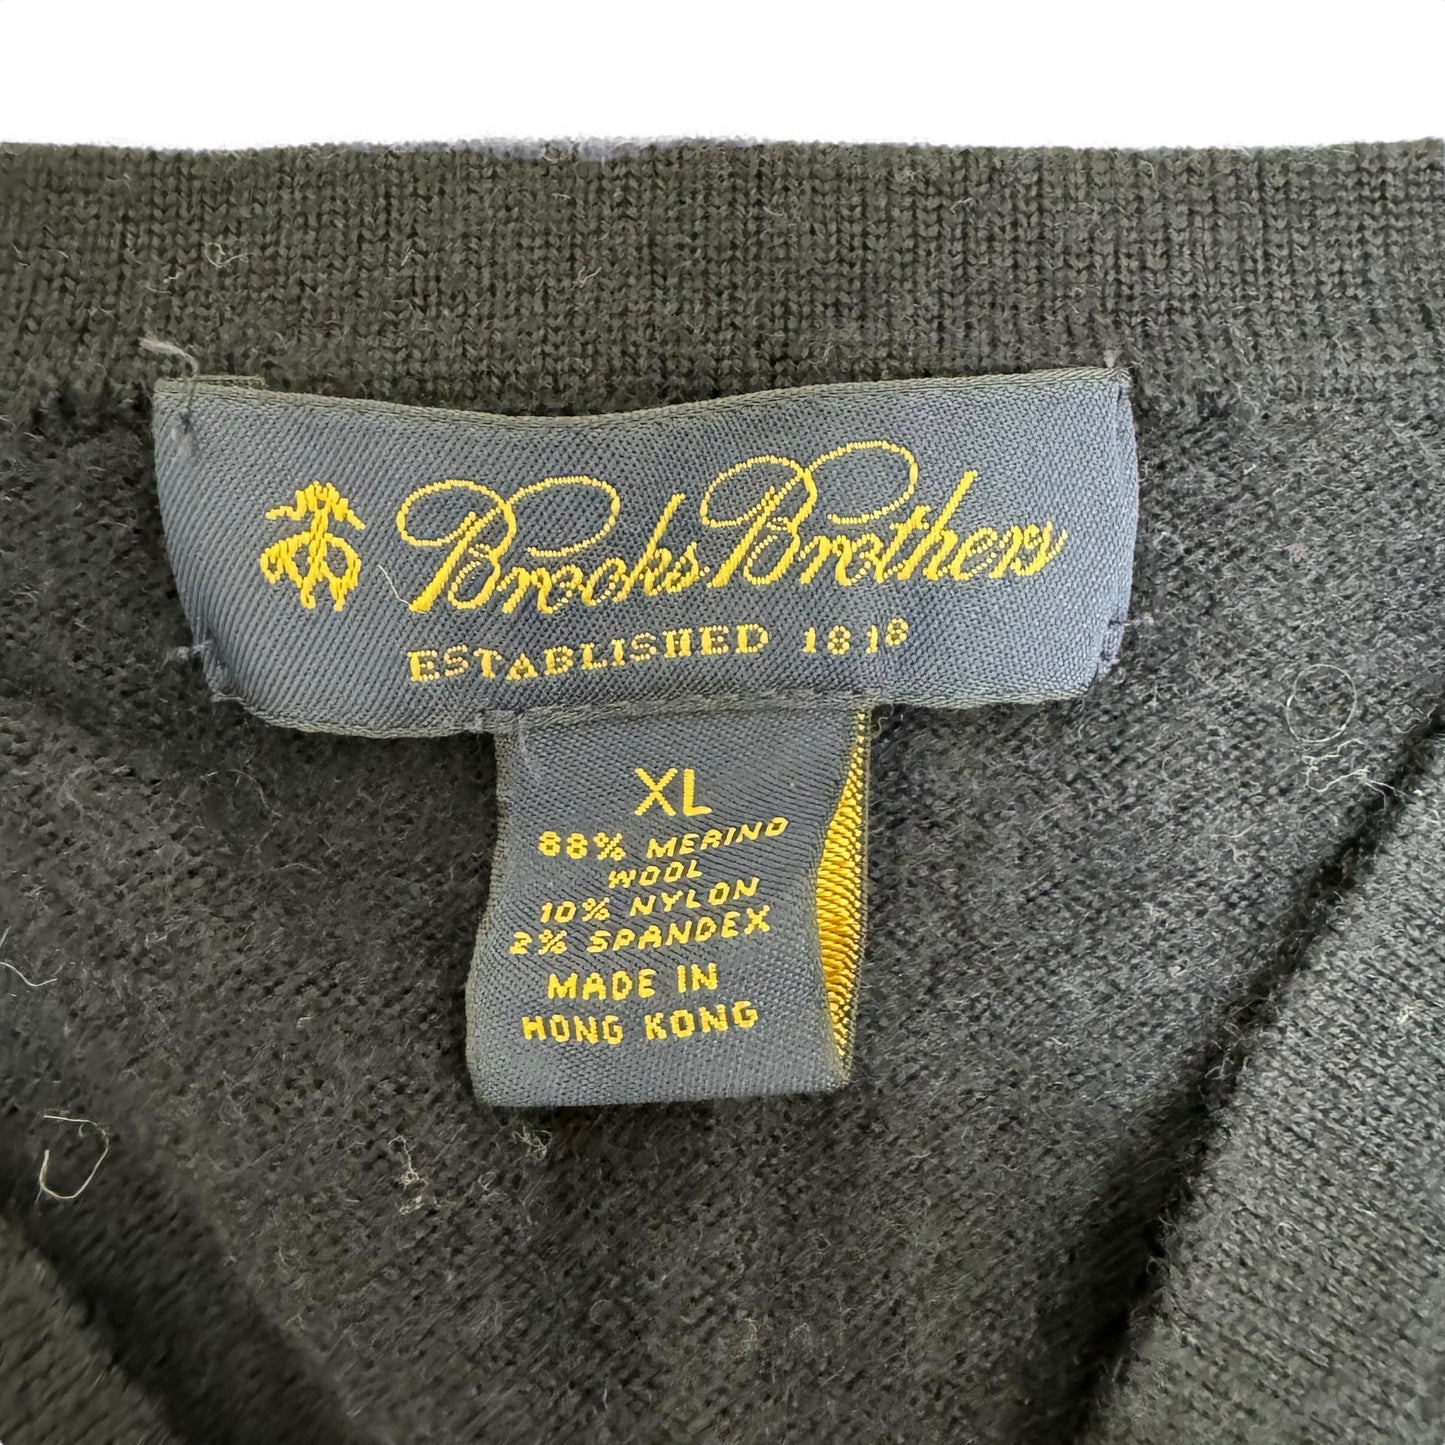 Brooks Brothers
ESTABLISHED 1818
XL
88% MERINO
WOOL
10% NYLON
2% SPANDEX
MADE IN
HONG KONG